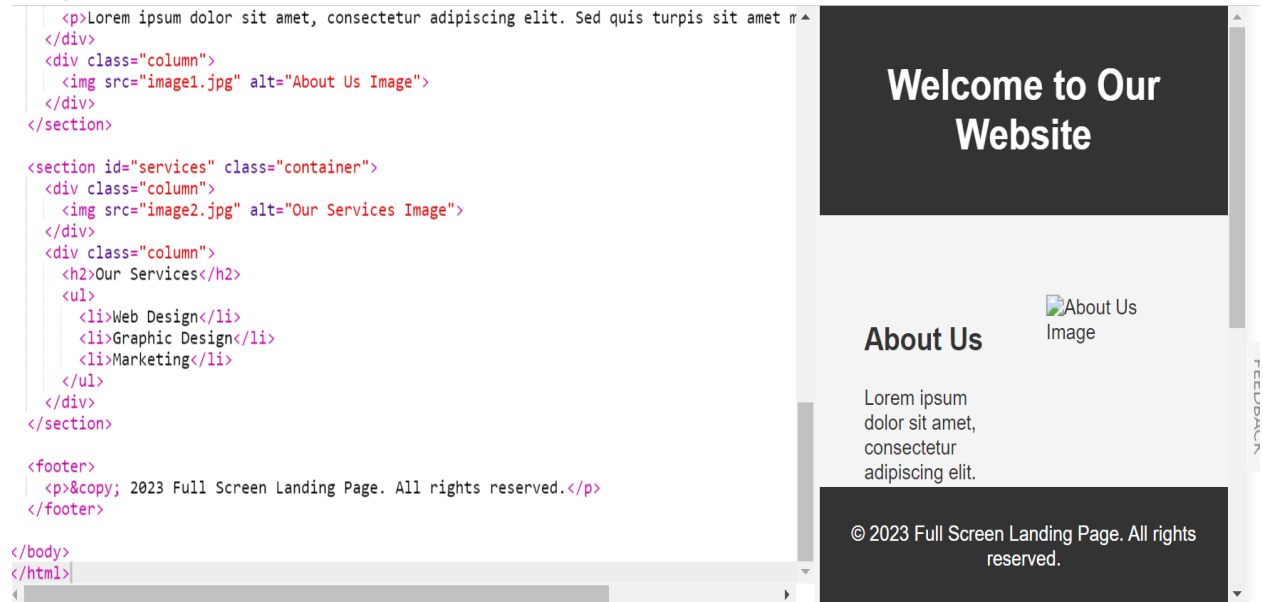 <p>Lorem ipsum dolor sit amet, consectetur adipiscing elit. Sed quis turpis sit amet
</div>
<div class="column">
<img src="image1.jpg" alt="About Us Image">
</div>
</section>
<section id="services" class="container">
<div class="column">
<img src="image2.jpg" alt="Our Services Image">
</div>
<div class="column">
<h2>Our Services</h2>
<ul>
<li>Web Design</li>
<li>Graphic Design</li>
<li>Marketing</li>
</ul>
</div>
</section>
<footer>
<p>&copy; 2023 Full Screen Landing Page. All rights reserved.</p>
</footer>
</body>
</html>
Welcome to Our
Website
About Us
Lorem ipsum
dolor sit amet,
consectetur
adipiscing elit.
About Us
Image
© 2023 Full Screen Landing Page. All rights
reserved.
FEEDBACK